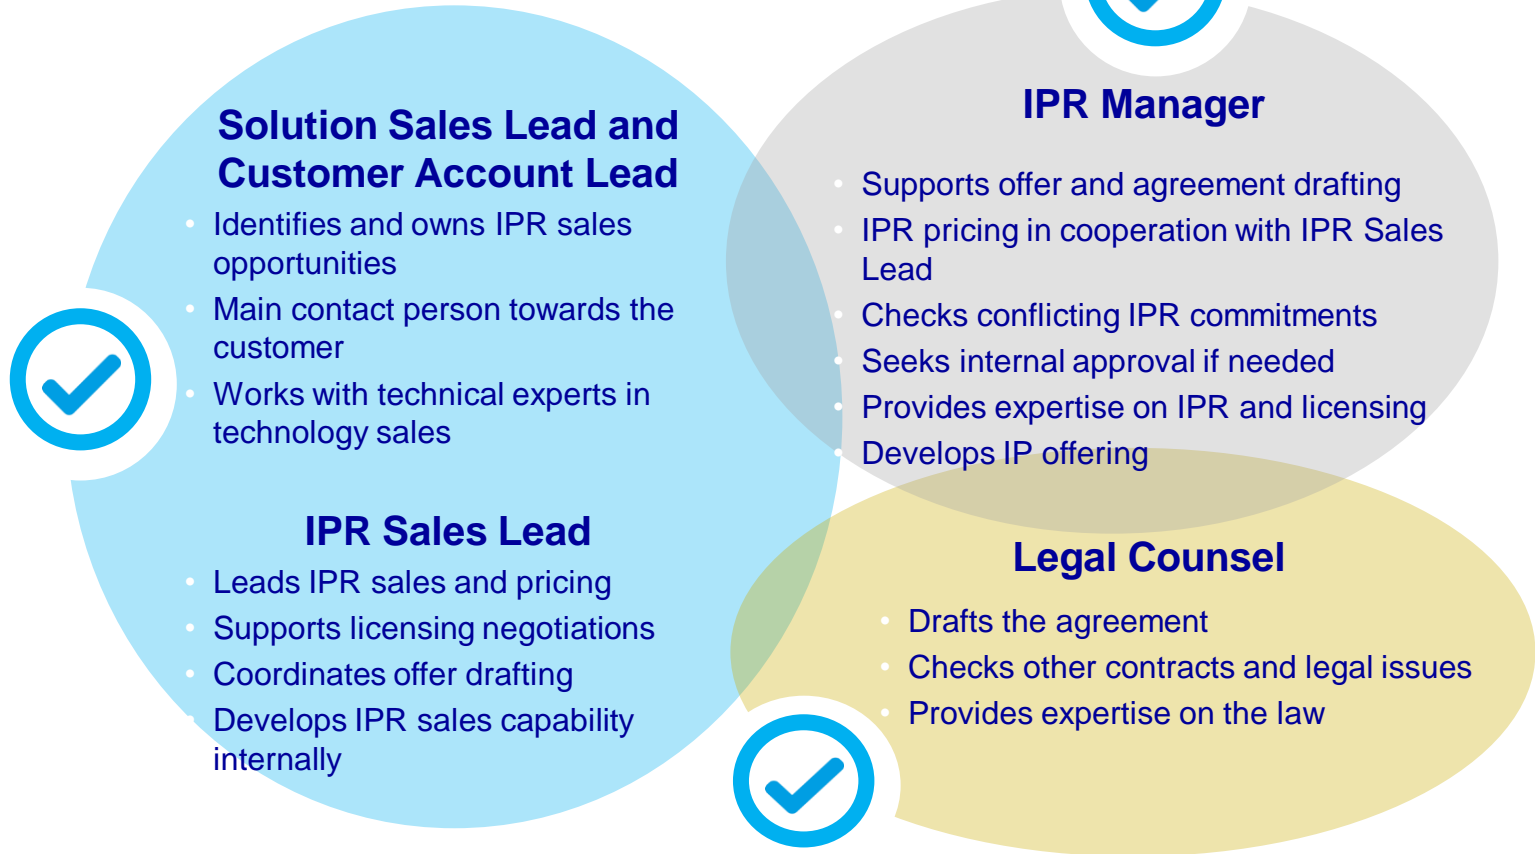 Solution Sales Lead and
Customer Account Lead
• Identifies and owns IPR sales
opportunities
• Main contact person towards the
customer
• Works with technical experts in
technology sales
IPR Sales Lead
• Leads IPR sales and pricing
• Supports licensing negotiations
• Coordinates offer drafting
• Develops IPR sales capability
internally
IPR Manager
• Supports offer and agreement drafting
• IPR pricing in cooperation with IPR Sales
Lead
• Checks conflicting IPR commitments
• Seeks internal approval if needed
• Provides expertise on IPR and licensing
• Develops IP offering
Legal Counsel
• Drafts the agreement
• Checks other contracts and legal issues
• Provides expertise on the law